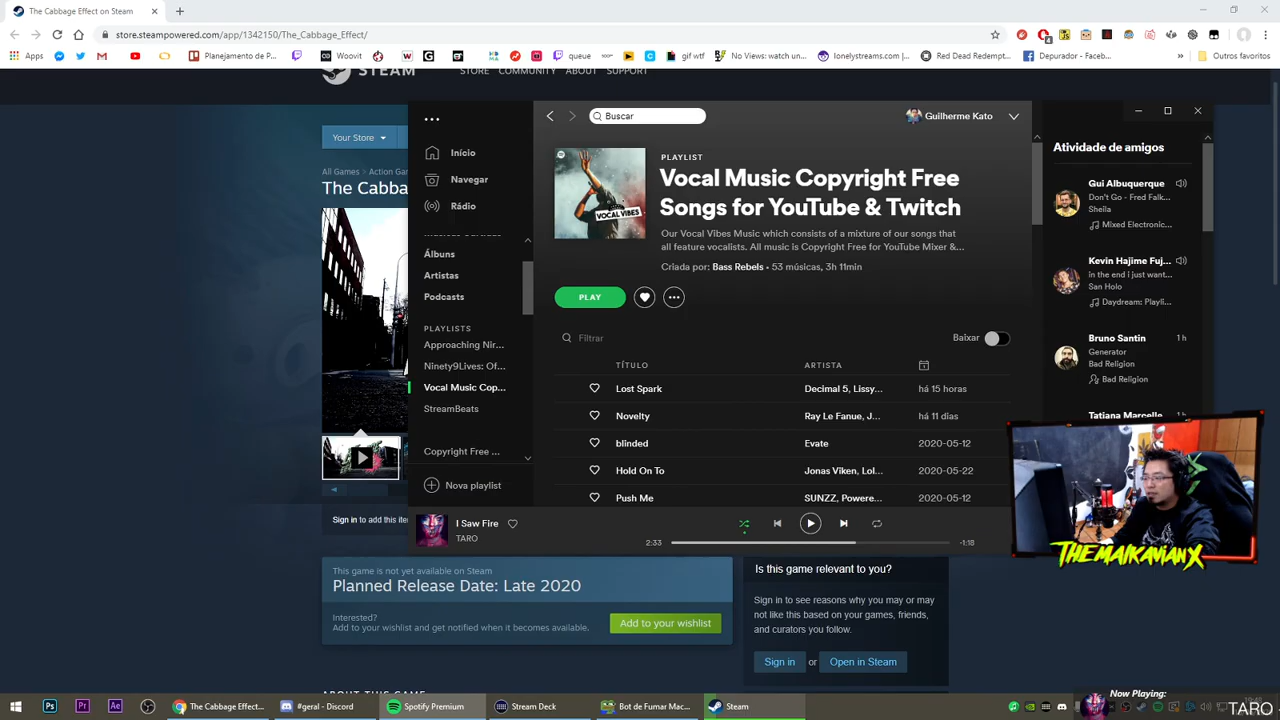 The Cabbage Effect on Steam
store.steampowered.com/app/1342150/The_Cabbage_Effect/
Apps
Planejamento de P...
Woovit
queue
gif wtf
No Views: watch un...
lonelystreams.com
Red Dead Redempt...
Depurador - Faceb...
Outros favoritos
STEAM
STORE COMMUNITY ABOUT SUPPORT
Your Store
All Games > Action Gam
The Cabba
Buscar
Guilherme Kato
Início
Navegar
Rádio
Álbuns
Artistas
Podcasts
PLAYLISTS
Approaching Nir...
Ninety9Lives: Of...
Vocal Music Cop...
StreamBeats
Copyright Free ...
Nova playlist
VOCAL VIBES
PLAYLIST
Vocal Music Copyright Free
Songs for YouTube & Twitch
Our Vocal Vibes Music which consists of a mixture of our songs that
all feature vocalists. All music is Copyright Free for YouTube Mixer &...
Criada por: Bass Rebels • 53 músicas, 3h 11min
PLAY
Filtrar
Baixar
TÍTULO ARTISTA
Lost Spark Decimal 5, Lissy... há 15 horas
Novelty Ray Le Fanue, J... há 11 dias
blinded Evate 2020-05-12
Hold On To Jonas Viken, Lol... 2020-05-22
Push Me SUNZZ, Powere... 2020-05-12
Atividade de amigos
Gui Albuquerque
Don't Go - Fred Falk...
Sheila
Mixed Electronic...
Kevin Hajime Fuj...
in the end i just want...
San Holo
Daydream: Playli...
Bruno Santin 1 h
Generator
Bad Religion
Bad Religion
Tatiana Marcelle 1 h
I Saw Fire
TARO
2:33
-1:18
THEMALKAVIANX
Sign in to add this ite
This game is not yet available on Steam
Planned Release Date: Late 2020
Interested?
Add to your wishlist and get notified when it becomes available.
Add to your wishlist
Is this game relevant to you?
Sign in to see reasons why you may or
may not like this based on your games, friends,
and curators you follow.
Sign in or Open in Steam
ABOUT THIS GAME
The Cabbage Effect...
#geral - Discord
Spotify Premium
Stream Deck
Bot de Fumar Mac...
Steam
Now Playing:
TARO